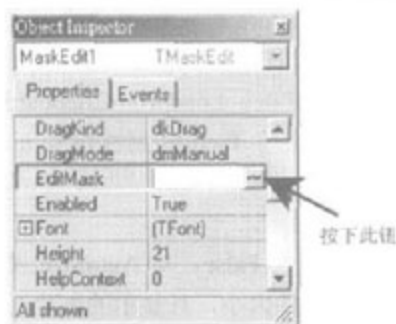 Object Inspector
MaskEdit1 TMaskEdit
Properties Events
DragKind dkDrag
DragMode dmManual
EditMask
Enabled True
Font (TFont)
Height 21
HelpContext 0
All shown
按下此钮